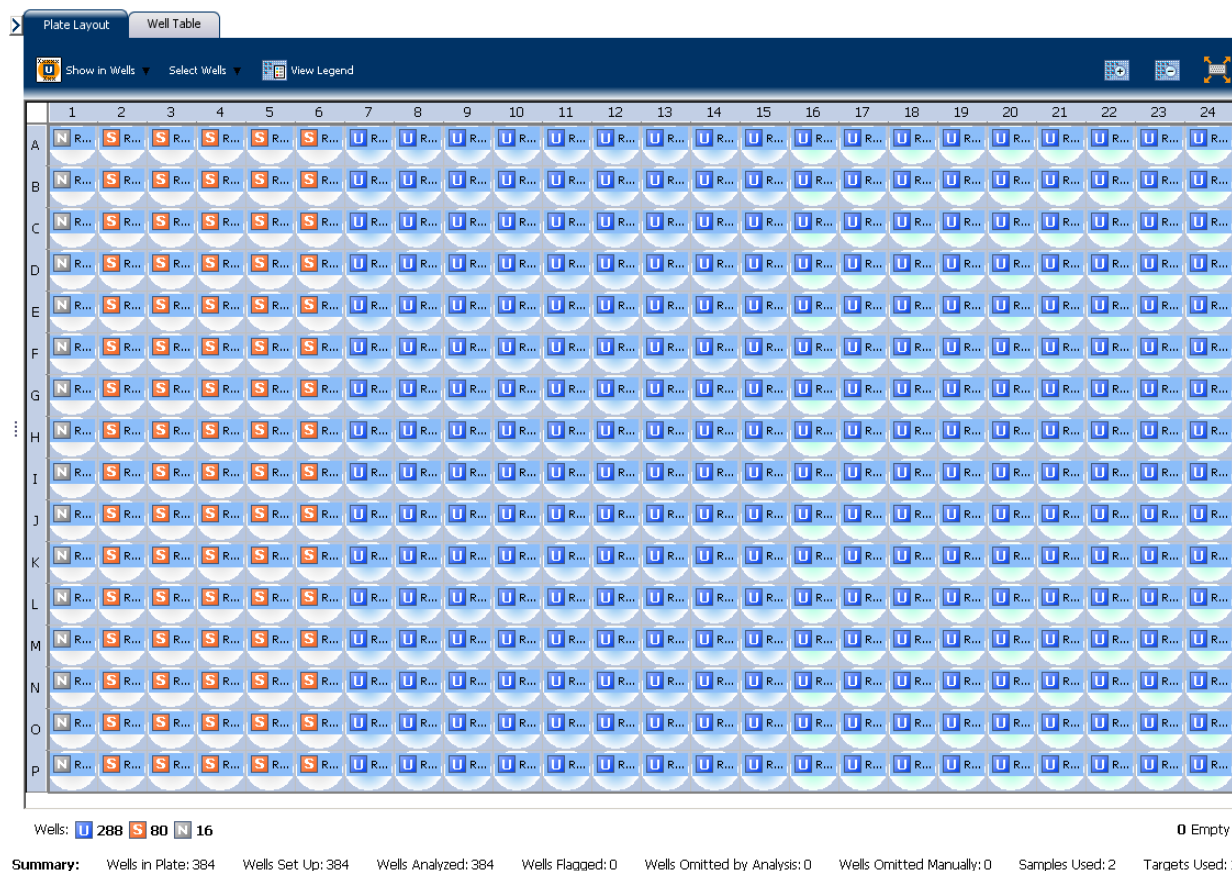 Plate Layout Well Table
Show in Wells Select Wells View Legend
1 2 3 4 5 6 7 8 9 10 11 12 13 14 15 16 17 18 19 20 21 22 23 24
A N R... S R... S R... S R... S R... S R... U R... U R... U R... U R... U R... U R... U R... U R... U R... U R... U R... U R... U R... U R... U R... U R... U R... U R...
B N R... S R... S R... S R... S R... S R... U R... U R... U R... U R... U R... U R... U R... U R... U R... U R... U R... U R... U R... U R... U R... U R... U R... U R...
C N R... S R... S R... S R... S R... S R... U R... U R... U R... U R... U R... U R... U R... U R... U R... U R... U R... U R... U R... U R... U R... U R... U R... U R...
D N R... S R... S R... S R... S R... S R... U R... U R... U R... U R... U R... U R... U R... U R... U R... U R... U R... U R... U R... U R... U R... U R... U R... U R...
E N R... S R... S R... S R... S R... S R... U R... U R... U R... U R... U R... U R... U R... U R... U R... U R... U R... U R... U R... U R... U R... U R... U R... U R...
F N R... S R... S R... S R... S R... S R... U R... U R... U R... U R... U R... U R... U R... U R... U R... U R... U R... U R... U R... U R... U R... U R... U R... U R...
G N R... S R... S R... S R... S R... S R... U R... U R... U R... U R... U R... U R... U R... U R... U R... U R... U R... U R... U R... U R... U R... U R... U R... U R...
H N R... S R... S R... S R... S R... S R... U R... U R... U R... U R... U R... U R... U R... U R... U R... U R... U R... U R... U R... U R... U R... U R... U R... U R...
I N R... S R... S R... S R... S R... S R... U R... U R... U R... U R... U R... U R... U R... U R... U R... U R... U R... U R... U R... U R... U R... U R... U R... U R...
J N R... S R... S R... S R... S R... S R... U R... U R... U R... U R... U R... U R... U R... U R... U R... U R... U R... U R... U R... U R... U R... U R... U R... U R...
K N R... S R... S R... S R... S R... S R... U R... U R... U R... U R... U R... U R... U R... U R... U R... U R... U R... U R... U R... U R... U R... U R... U R... U R...
L N R... S R... S R... S R... S R... S R... U R... U R... U R... U R... U R... U R... U R... U R... U R... U R... U R... U R... U R... U R... U R... U R... U R... U R...
M N R... S R... S R... S R... S R... S R... U R... U R... U R... U R... U R... U R... U R... U R... U R... U R... U R... U R... U R... U R... U R... U R... U R... U R...
N N R... S R... S R... S R... S R... S R... U R... U R... U R... U R... U R... U R... U R... U R... U R... U R... U R... U R... U R... U R... U R... U R... U R... U R...
O N R... S R... S R... S R... S R... S R... U R... U R... U R... U R... U R... U R... U R... U R... U R... U R... U R... U R... U R... U R... U R... U R... U R... U R...
P N R... S R... S R... S R... S R... S R... U R... U R... U R... U R... U R... U R... U R... U R... U R... U R... U R... U R... U R... U R... U R... U R... U R... U R...
Wells: U 288 S 80 N 16 0 Empty
Summary: Wells in Plate: 384 Wells Set Up: 384 Wells Analyzed: 384 Wells Flagged: 0 Wells Omitted by Analysis: 0 Wells Omitted Manually: 0 Samples Used: 2 Targets Used: